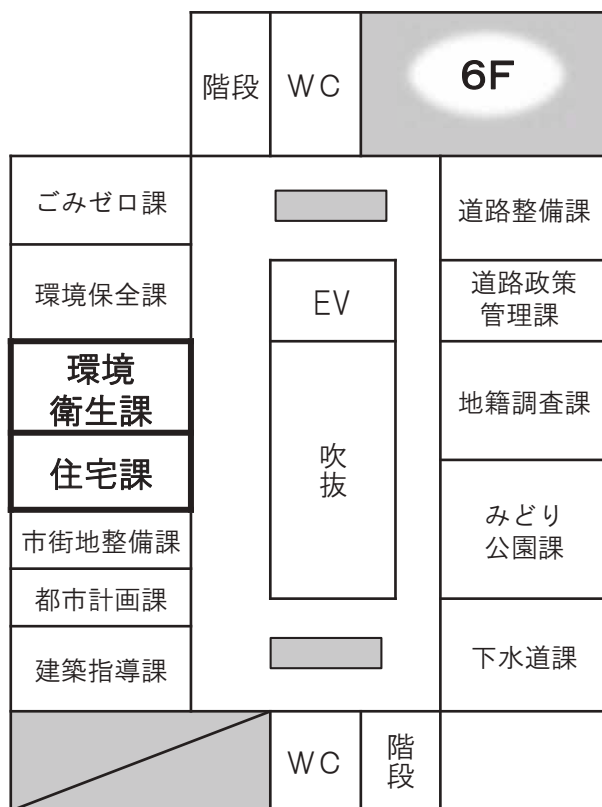 階段
WC
6F
ごみゼロ課
道路整備課
環境保全課
EV
道路政策
管理課
環境
衛生課
地籍調査課
住宅課
吹
抜
市街地整備課
みどり
公園課
都市計画課
建築指導課
下水道課
WC
階
段